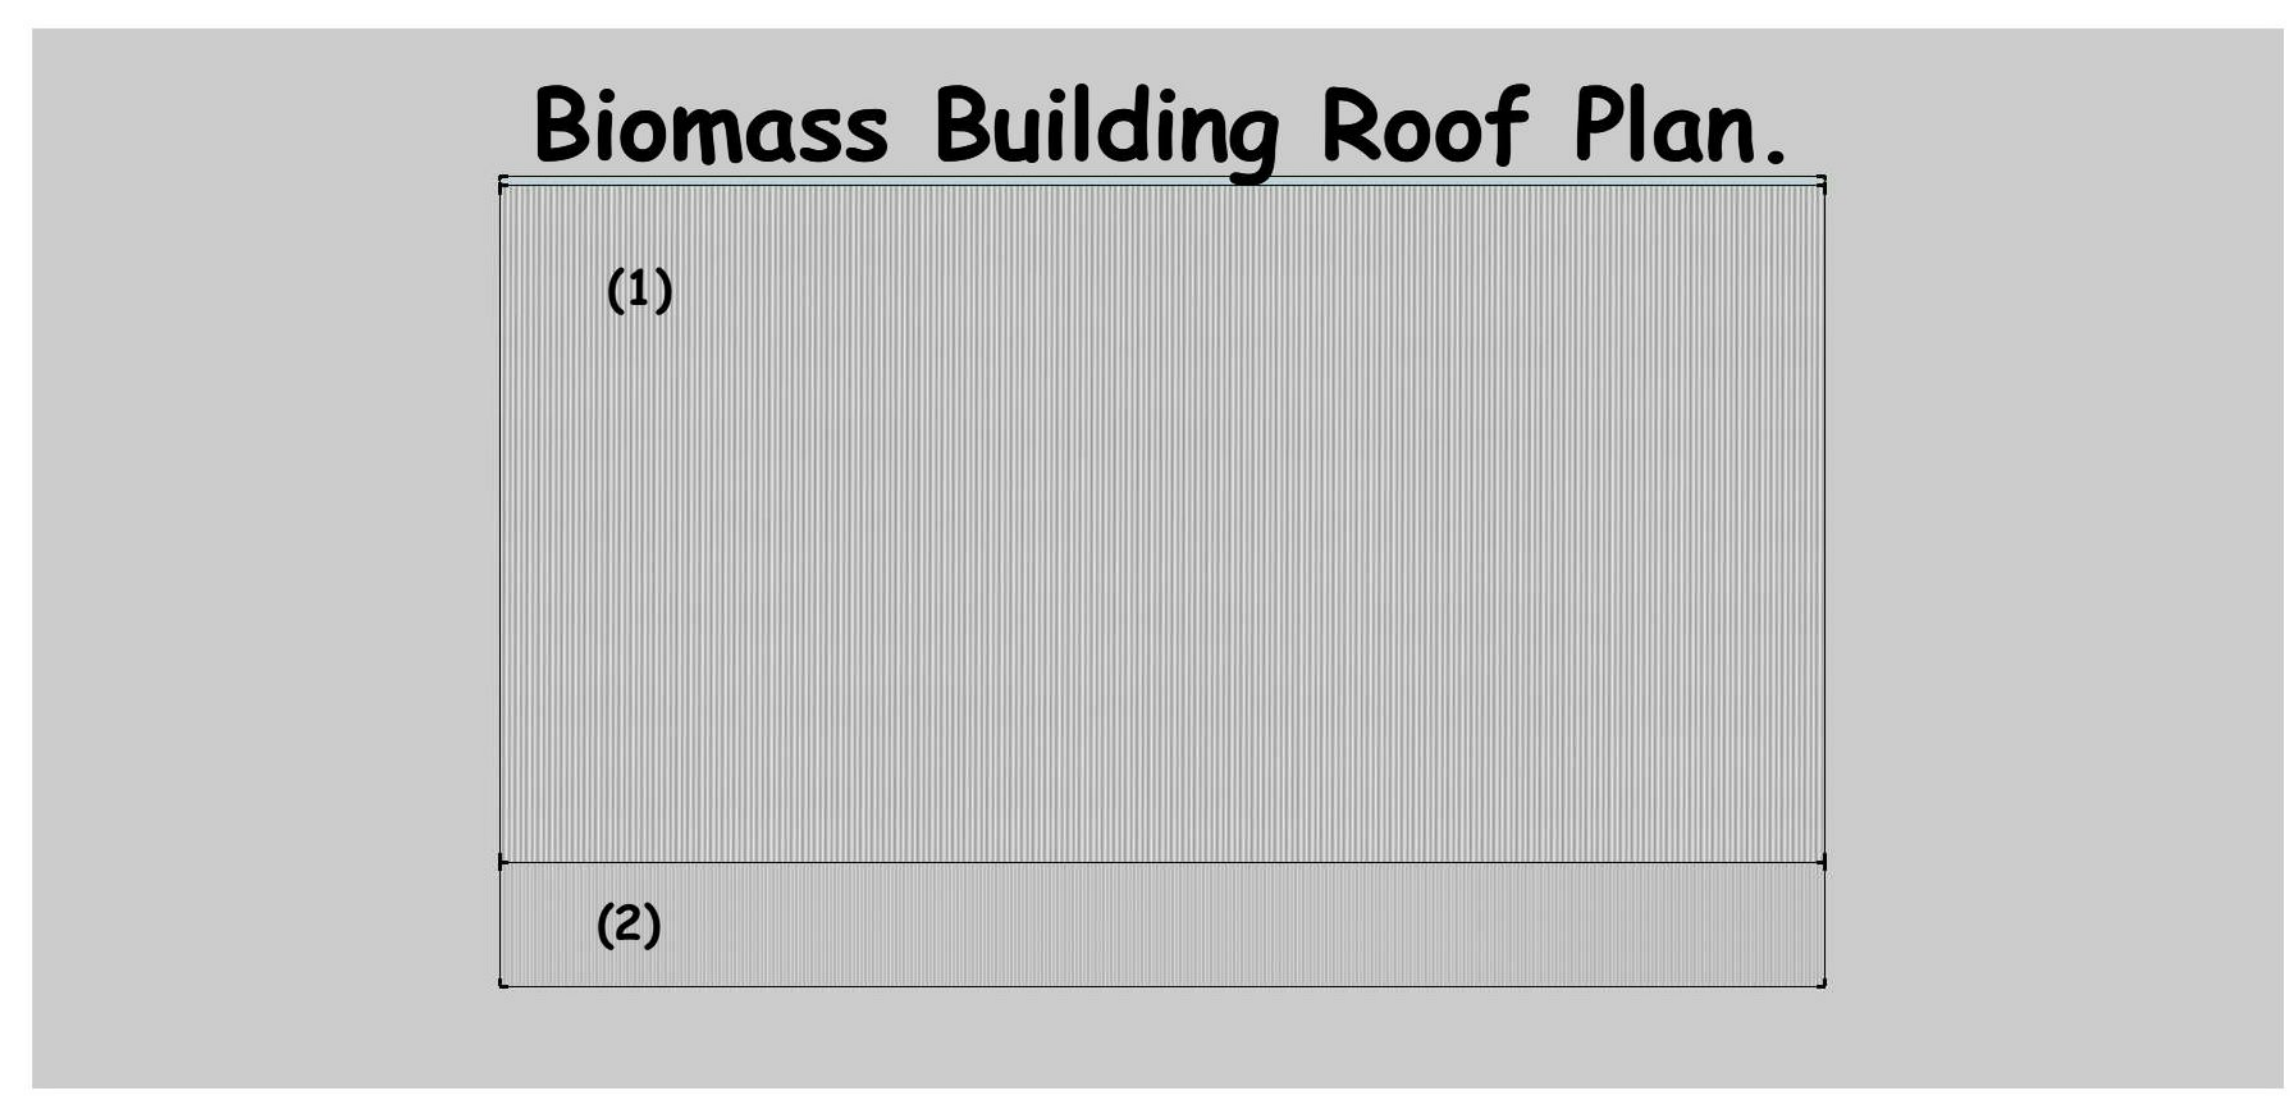 Biomass Building Roof Plan.
(1)
(2)